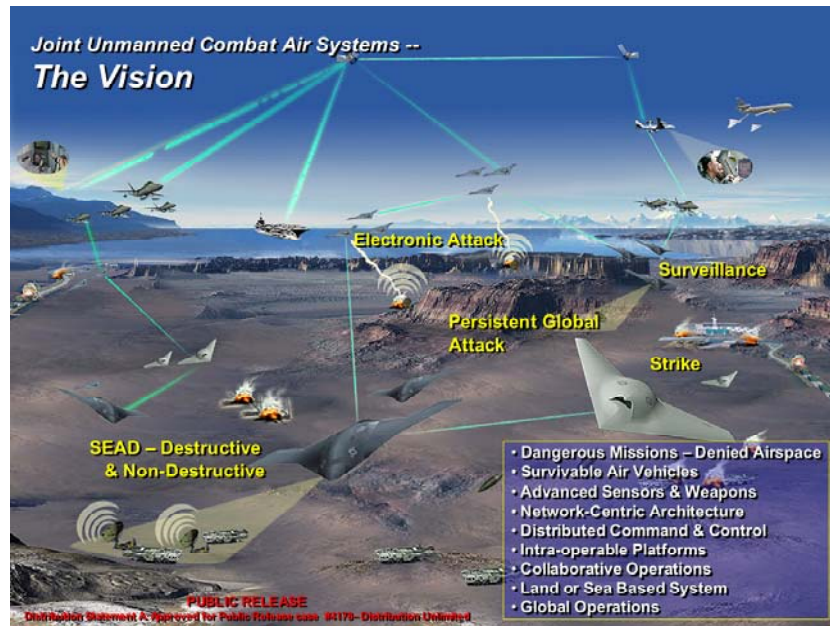 Joint Unmanned Combat Air Systems --
The Vision
Electronic Attack
Surveillance
Persistent Global
Attack
Strike
SEAD – Destructive
& Non-Destructive
• Dangerous Missions – Denied Airspace
• Survivable Air Vehicles
• Advanced Sensors & Weapons
• Network-Centric Architecture
• Distributed Command & Control
• Intra-operable Platforms
• Collaborative Operations
• Land or Sea Based System
• Global Operations
PUBLIC RELEASE
Distribution Statement A: Approved for Public Release case #4178- Distribution Unlimited